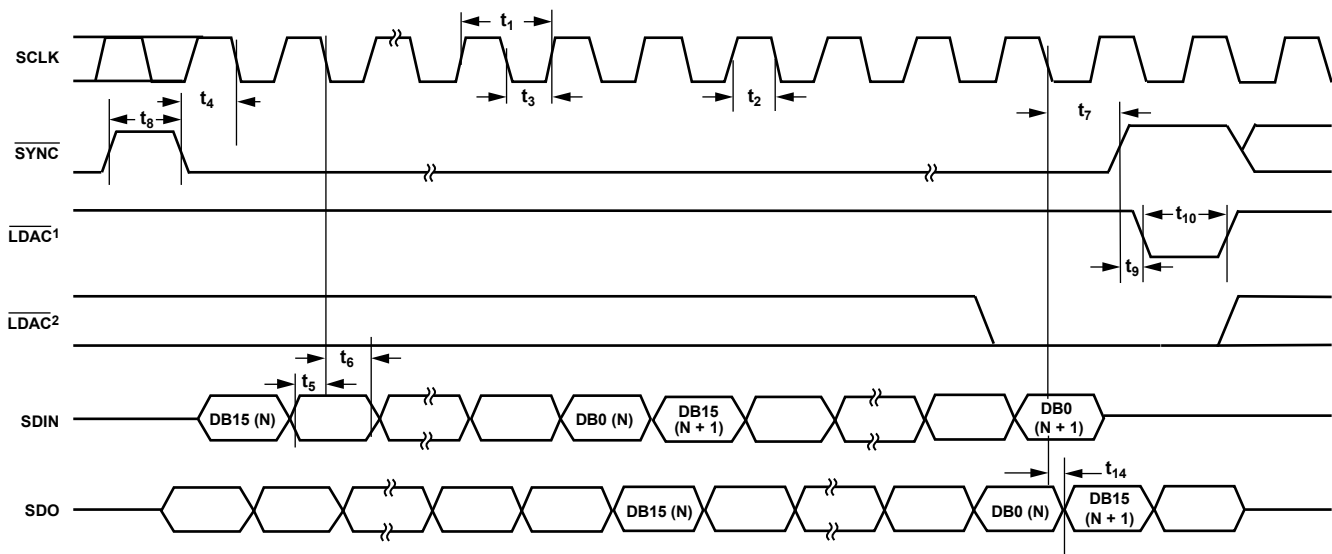 t1
SCLK
t4
t3
t2
t8
t7
SYNC
LDAC1
t10
t9
LDAC2
t6
t5
SDIN
DB15 (N)
DB0 (N)
DB15
(N + 1)
DB0
(N + 1)
t14
SDO
DB15 (N)
DB0 (N)
DB15
(N + 1)